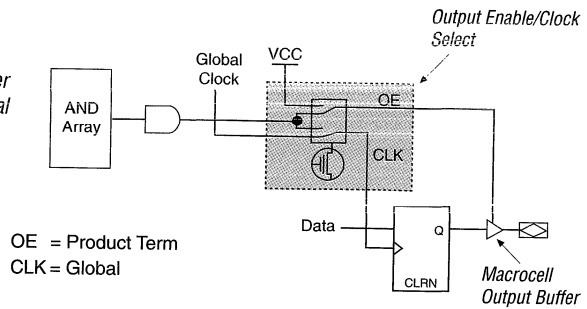 Output Enable/Clock
Select
Global
Clock
VCC
AND
Array
OE
CLK
Data
Q
CLRN
OE = Product Term
CLK = Global
Macrocell
Output Buffer